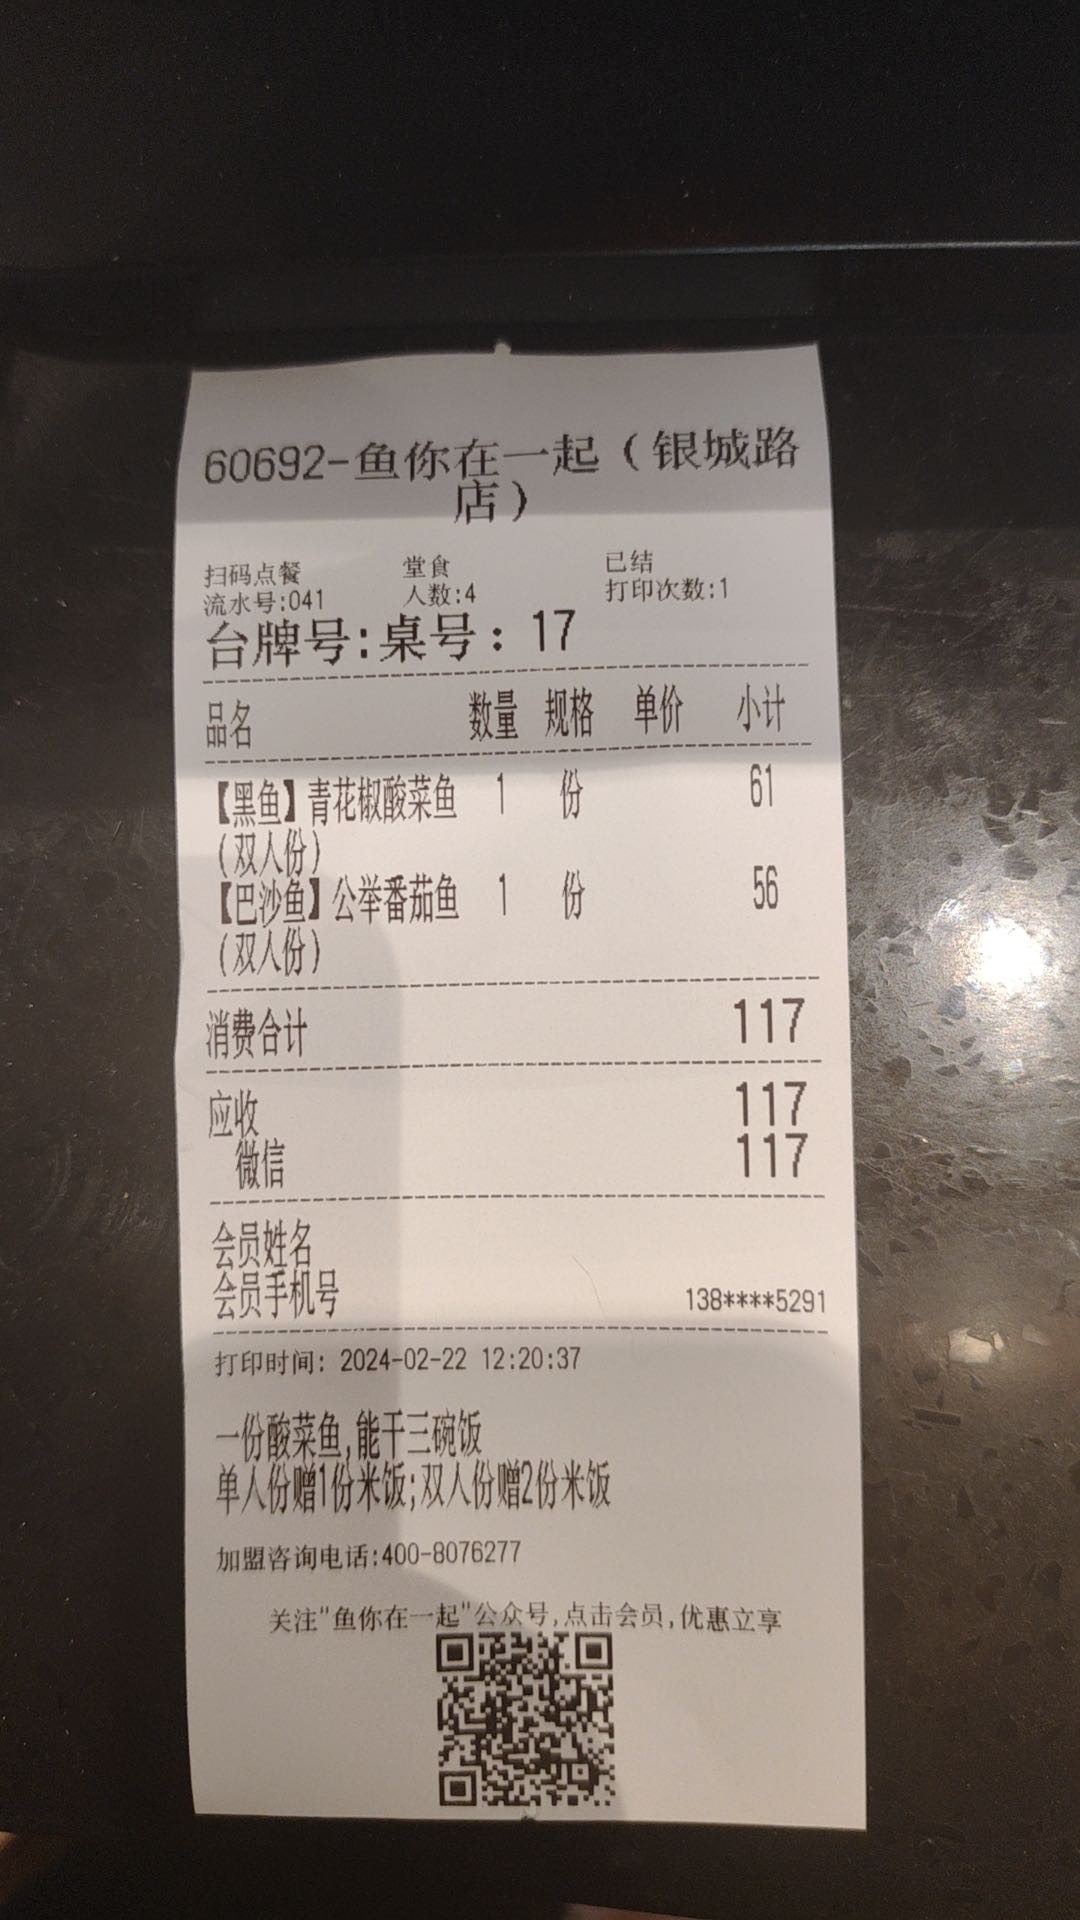 60692-鱼你在一起（银城路
店）
扫码点餐 堂食 已结
流水号:041 人数:4 打印次数:1
台牌号:桌号：17
品名 数量 规格 单价 小计
【黑鱼】青花椒酸菜鱼 1 份 61
(双人份)
【巴沙鱼】公举番茄鱼 1 份 56
(双人份)
消费合计 117
应收 117
微信 117
会员姓名
会员手机号 138****5291
打印时间: 2024-02-22 12:20:37
一份酸菜鱼,能干三碗饭
单人份赠1份米饭;双人份赠2份米饭
加盟咨询电话:400-8076277
关注"鱼你在一起"公众号,点击会员,优惠立享